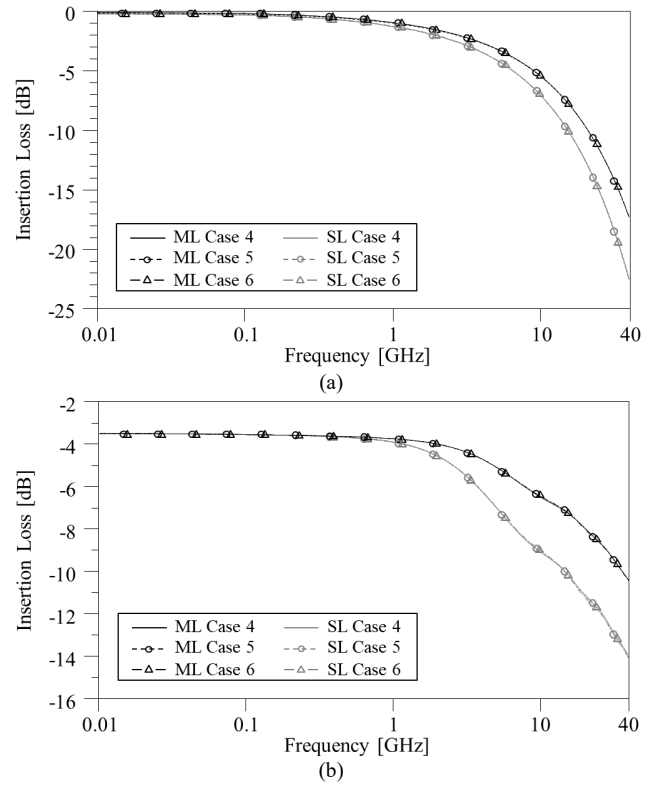 0
-5
-10
-15
-20
-25
Insertion Loss [dB]
ML Case 4 SL Case 4
ML Case 5 SL Case 5
ML Case 6 SL Case 6
0.01 0.1 1 10 40
Frequency [GHz]
(a)
-2
-4
-6
-8
-10
-12
-14
-16
Insertion Loss [dB]
ML Case 4 SL Case 4
ML Case 5 SL Case 5
ML Case 6 SL Case 6
0.01 0.1 1 10 40
Frequency [GHz]
(b)